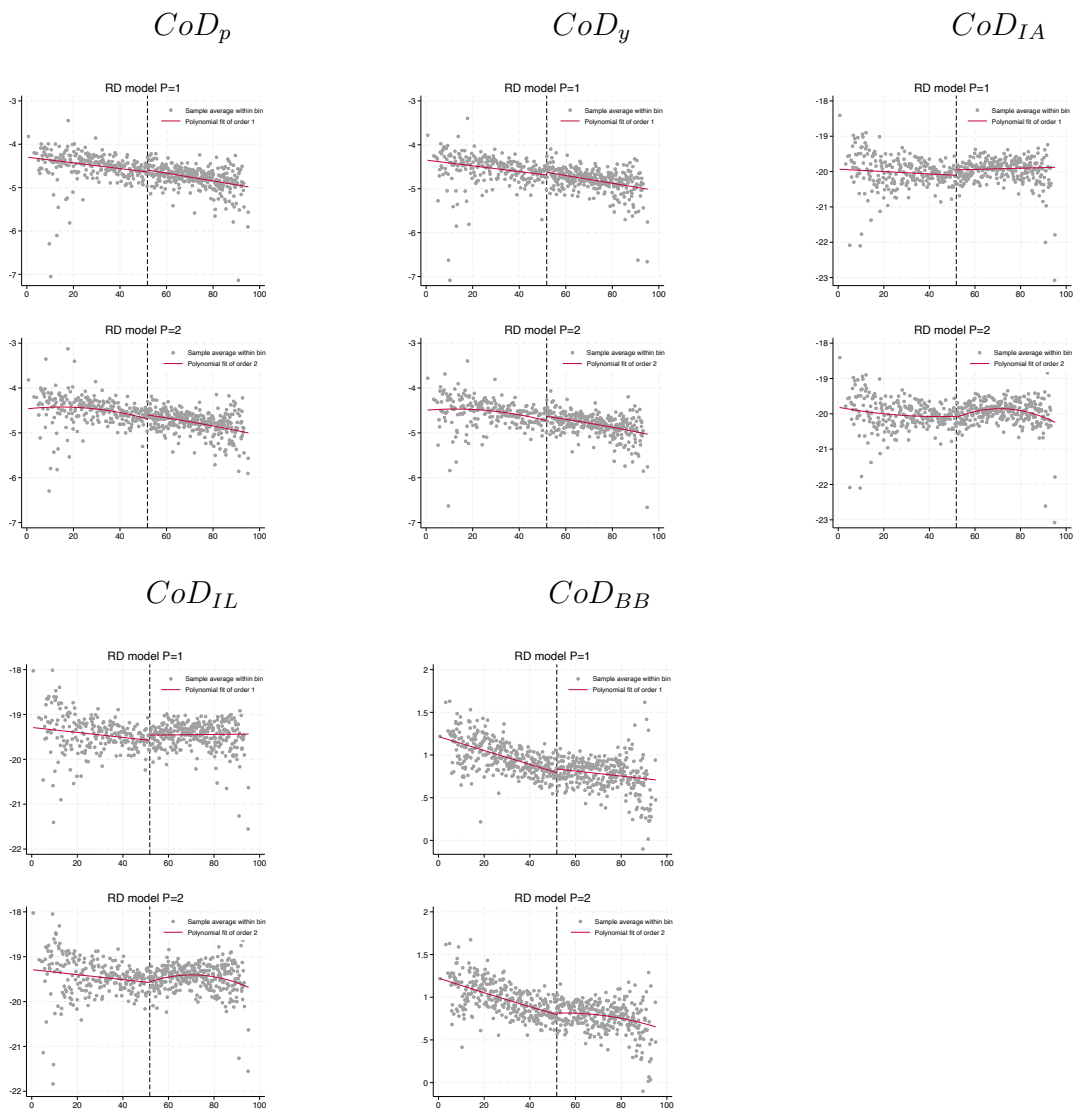 CoD_p
CoD_y
CoD_{IA}
RD model P=1
Sample average within bin
Polynomial fit of order 1
-3
-4
-5
-6
-7
0 20 40 60 80 100
RD model P=1
Sample average within bin
Polynomial fit of order 1
-3
-4
-5
-6
-7
0 20 40 60 80 100
RD model P=1
Sample average within bin
Polynomial fit of order 1
-18
-19
-20
-21
-22
-23
0 20 40 60 80 100
RD model P=2
Sample average within bin
Polynomial fit of order 2
-3
-4
-5
-6
-7
0 20 40 60 80 100
RD model P=2
Sample average within bin
Polynomial fit of order 2
-3
-4
-5
-6
-7
0 20 40 60 80 100
RD model P=2
Sample average within bin
Polynomial fit of order 2
-18
-19
-20
-21
-22
-23
0 20 40 60 80 100
CoD_{IL}
CoD_{BB}
RD model P=1
Sample average within bin
Polynomial fit of order 1
-18
-19
-20
-21
-22
0 20 40 60 80 100
RD model P=1
Sample average within bin
Polynomial fit of order 1
2
1.5
1
.5
0
0 20 40 60 80 100
RD model P=2
Sample average within bin
Polynomial fit of order 2
-18
-19
-20
-21
-22
0 20 40 60 80 100
RD model P=2
Sample average within bin
Polynomial fit of order 2
2
1.5
1
.5
0
0 20 40 60 80 100